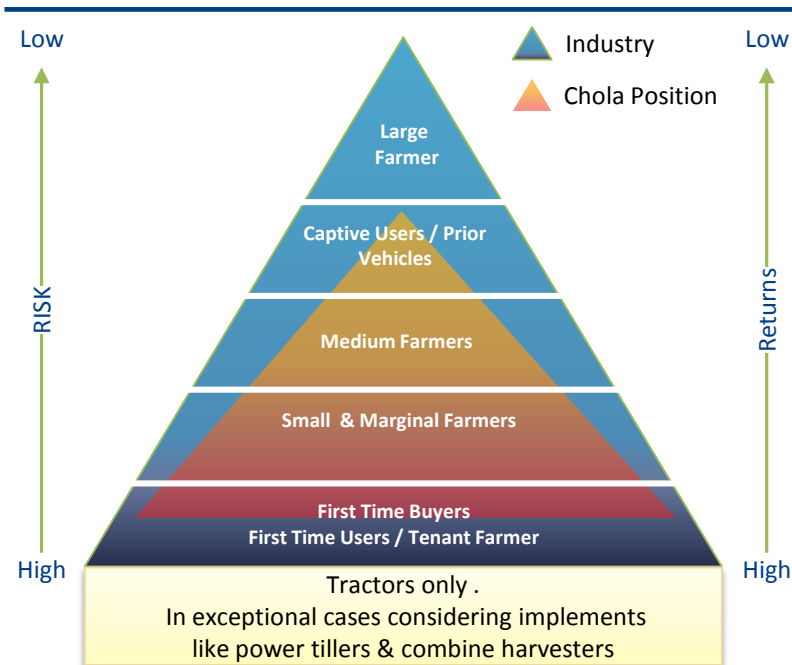 Low
Industry
Low
Chola Position
Large
Farmer
Captive Users / Prior
Vehicles
RISK
Returns
Medium Farmers
Small & Marginal Farmers
First Time Buyers
First Time Users / Tenant Farmer
High
High
Tractors only .
In exceptional cases considering implements
like power tillers & combine harvesters